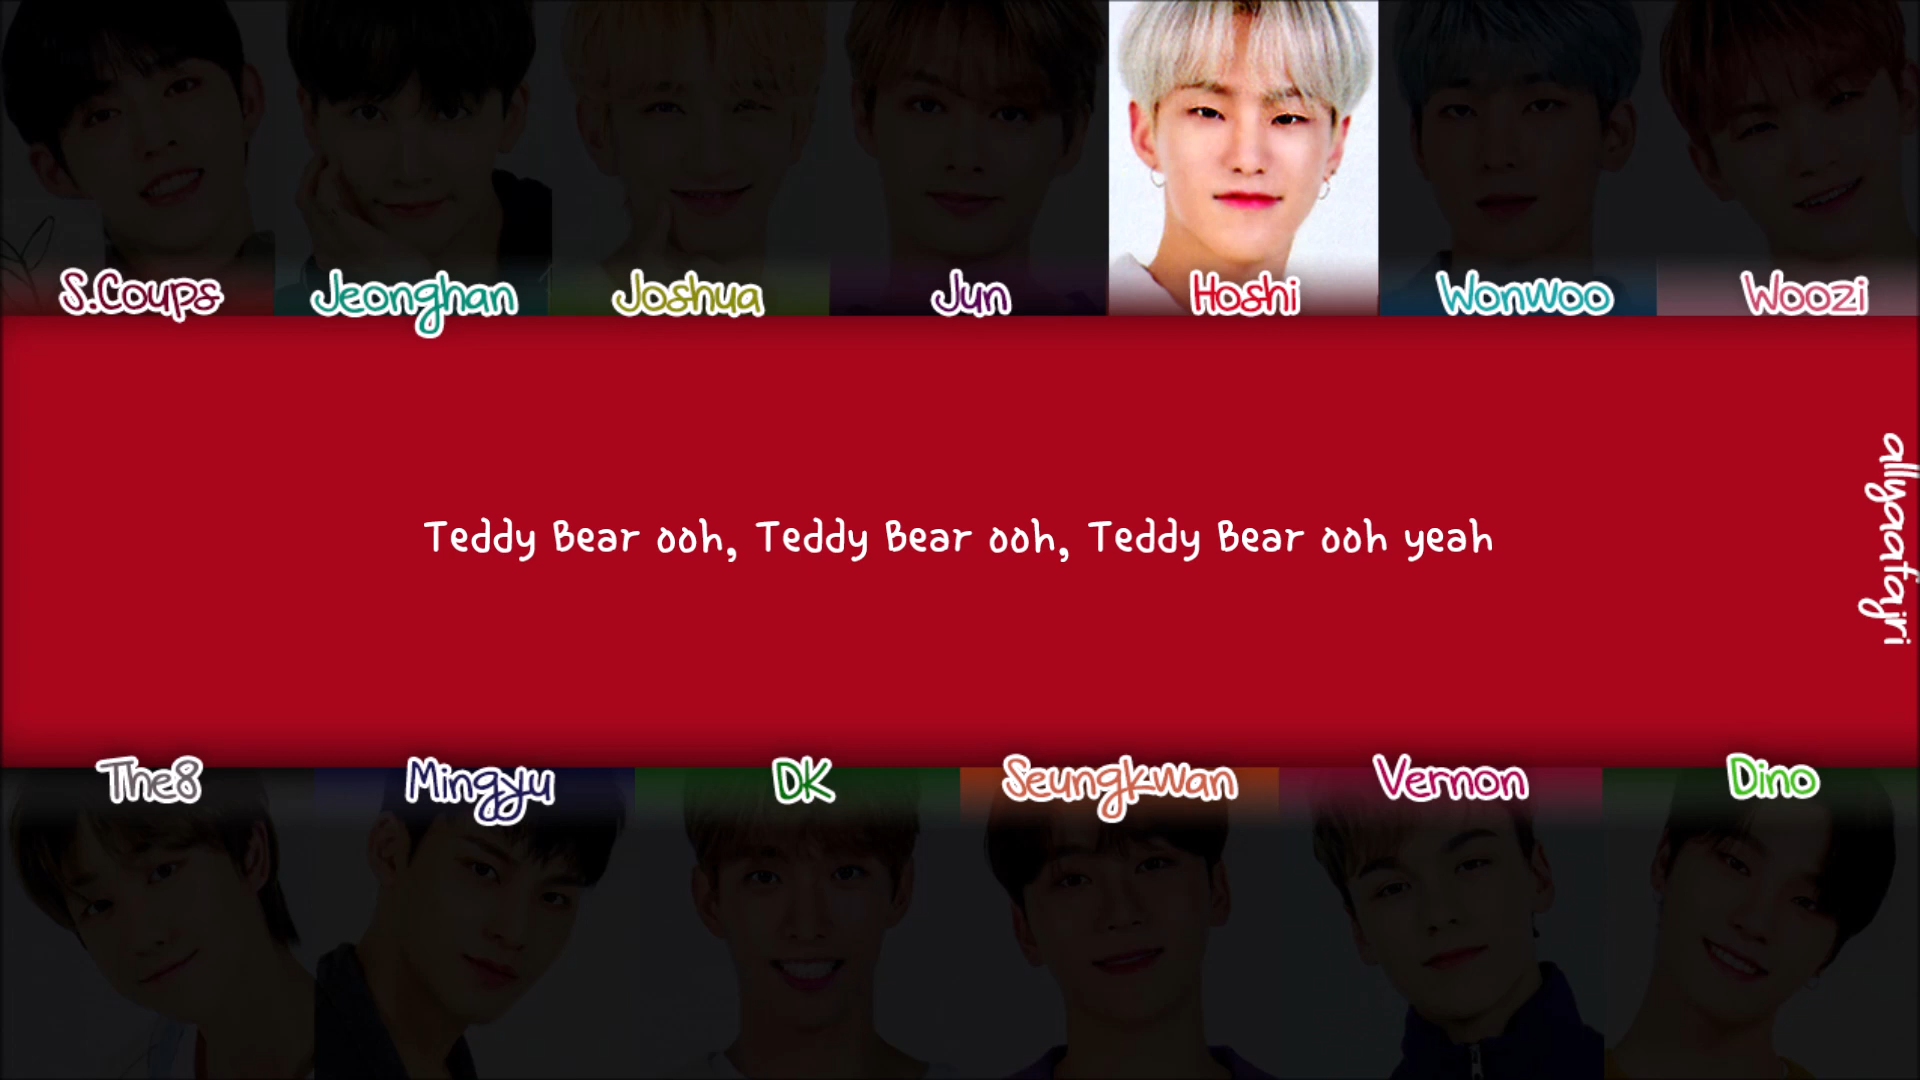 S.Coups
Jeonghan
Joshua
Jun
Hoshi
Wonwoo
Woozi
Teddy Bear ooh, Teddy Bear ooh, Teddy Bear ooh yeah
allyaafajri
The8
Mingyu
DK
Seungkwan
Vernon
Dino